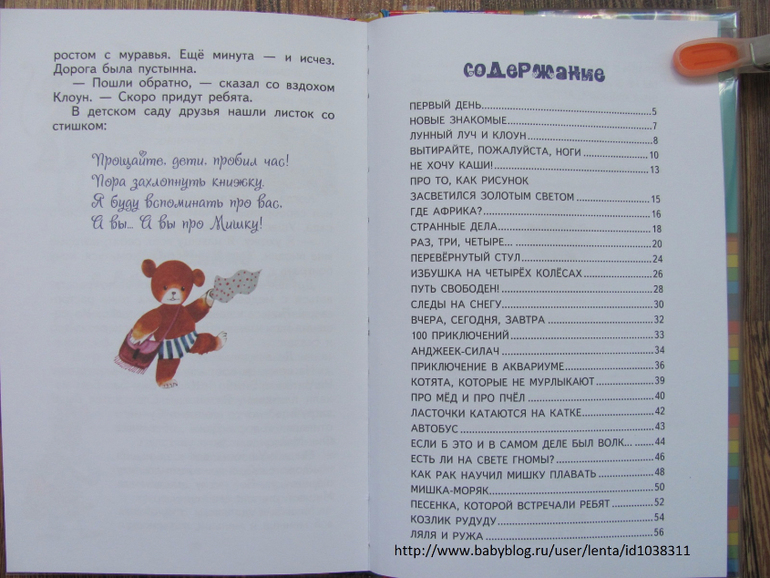 ростом с муравья. Ещё минута — и исчез.
Дорога была пустынна.
— Пошли обратно, — сказал со вздохом
Клоун. — Скоро придут ребята.
В детском саду друзья нашли листок со
стишком:
Прощайте, дети, пробил час!
Пора захлопнуть книжку.
Я буду вспоминать про вас,
А вы... А вы про Мишку!
содержание
ПЕРВЫЙ ДЕНЬ 5
НОВЫЕ ЗНАКОМЫЕ 7
ЛУННЫЙ ЛУЧ И КЛОУН 8
ВЫТИРАЙТЕ, ПОЖАЛУЙСТА, НОГИ 10
НЕ ХОЧУ КАШИ! 13
ПРО ТО, КАК РИСУНОК
ЗАСВЕТИЛСЯ ЗОЛОТЫМ СВЕТОМ 15
ГДЕ АФРИКА? 16
СТРАННЫЕ ДЕЛА 18
РАЗ, ТРИ, ЧЕТЫРЕ... 20
ПЕРЕВЁРНУТЫЙ СТУЛ 24
ИЗБУШКА НА ЧЕТЫРЁХ КОЛЁСАХ 26
ПУТЬ СВОБОДЕН! 28
СЛЕДЫ НА СНЕГУ 30
ВЧЕРА, СЕГОДНЯ, ЗАВТРА 32
100 ПРИКЛЮЧЕНИЙ 33
АНДЖЕЕК-СИЛАЧ 34
ПРИКЛЮЧЕНИЕ В АКВАРИУМЕ 36
КОТЯТА, КОТОРЫЕ НЕ МУРЛЫКАЮТ 39
ПРО МЁД И ПРО ПЧЁЛ 40
ЛАСТОЧКИ КАТАЮТСЯ НА КАТКЕ 42
АВТОБУС 43
ЕСЛИ Б ЭТО И В САМОМ ДЕЛЕ БЫЛ ВОЛК... 44
ЕСТЬ ЛИ НА СВЕТЕ ГНОМЫ? 46
КАК РАК НАУЧИЛ МИШКУ ПЛАВАТЬ 48
МИШКА-МОРЯК 50
ПЕСЕНКА, КОТОРОЙ ВСТРЕЧАЛИ РЕБЯТ 52
КОЗЛИК РУДУДУ 54
ЛЯЛЯ И РУЖА 56
http://www.babyblog.ru/user/lenta/id1038311